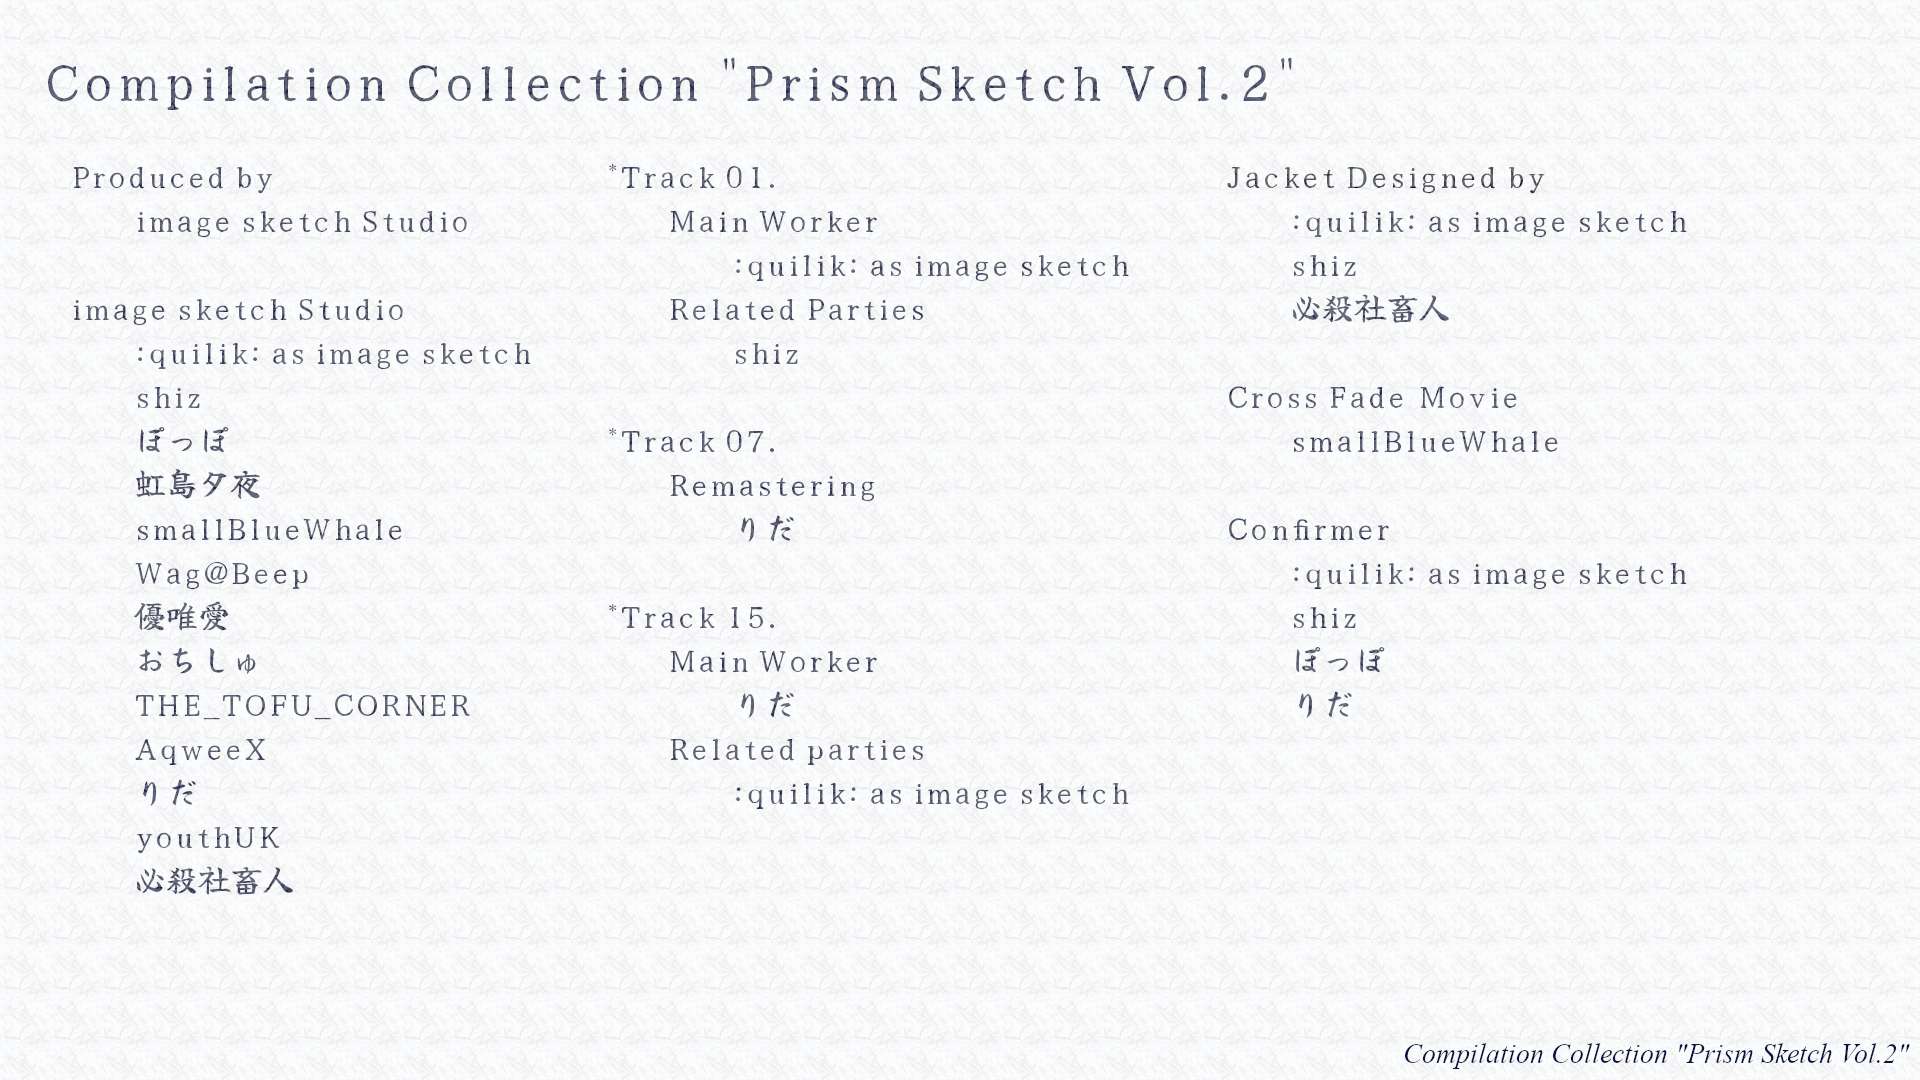 Compilation Collection "Prism Sketch Vol.2"
Produced by
image sketch Studio
image sketch Studio
:quilik: as image sketch
shiz
ぽっぽ
虹島夕夜
smallBlueWhale
Wag@Beep
優唯愛
おちしゅ
THE_TOFU_CORNER
AqweeX
りだ
youthUK
必殺社畜人
*Track 01.
Main Worker
:quilik: as image sketch
Related Parties
shiz
*Track 07.
Remastering
りだ
*Track 15.
Main Worker
りだ
Related parties
:quilik: as image sketch
Jacket Designed by
:quilik: as image sketch
shiz
必殺社畜人
Cross Fade Movie
smallBlueWhale
Confirmer
:quilik: as image sketch
shiz
ぽっぽ
りだ
Compilation Collection "Prism Sketch Vol.2"